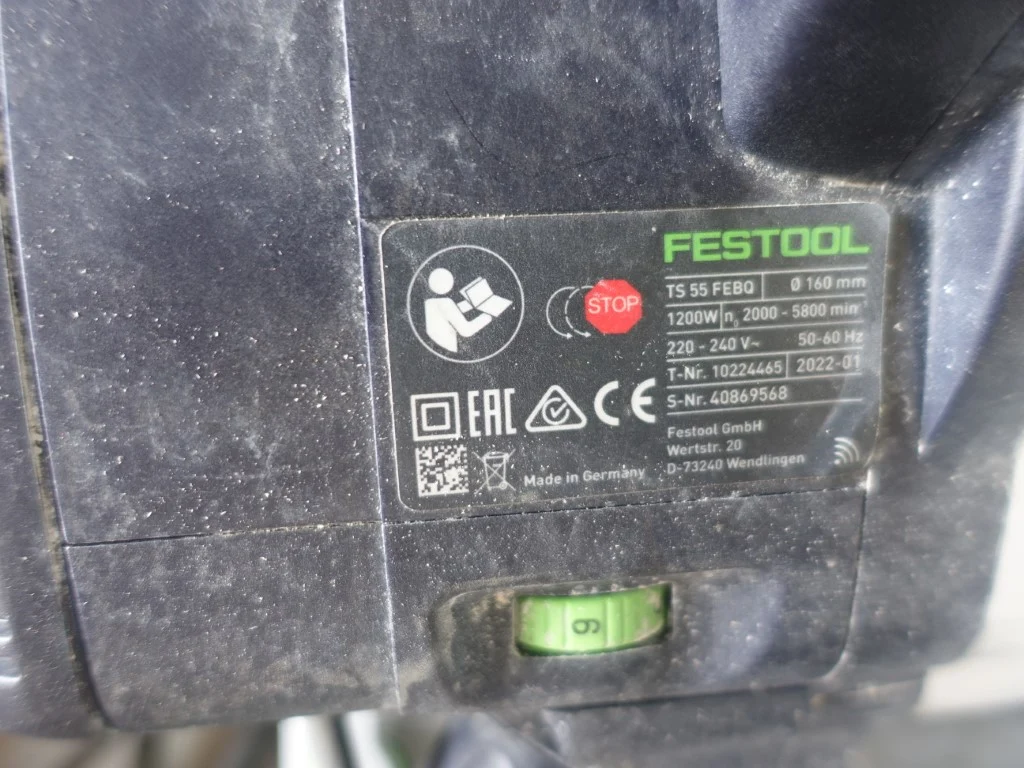 FESTOOL
STOP
TS 55 FEBQ Ø 160 mm
1200W n₀ 2000 - 5800 min⁻¹
220 - 240 V~ 50-60 Hz
T-Nr. 10224465 2022-01
S-Nr. 40869568
EAC CE
Festool GmbH
Wertstr. 20
D-73240 Wendlingen
Made in Germany
6